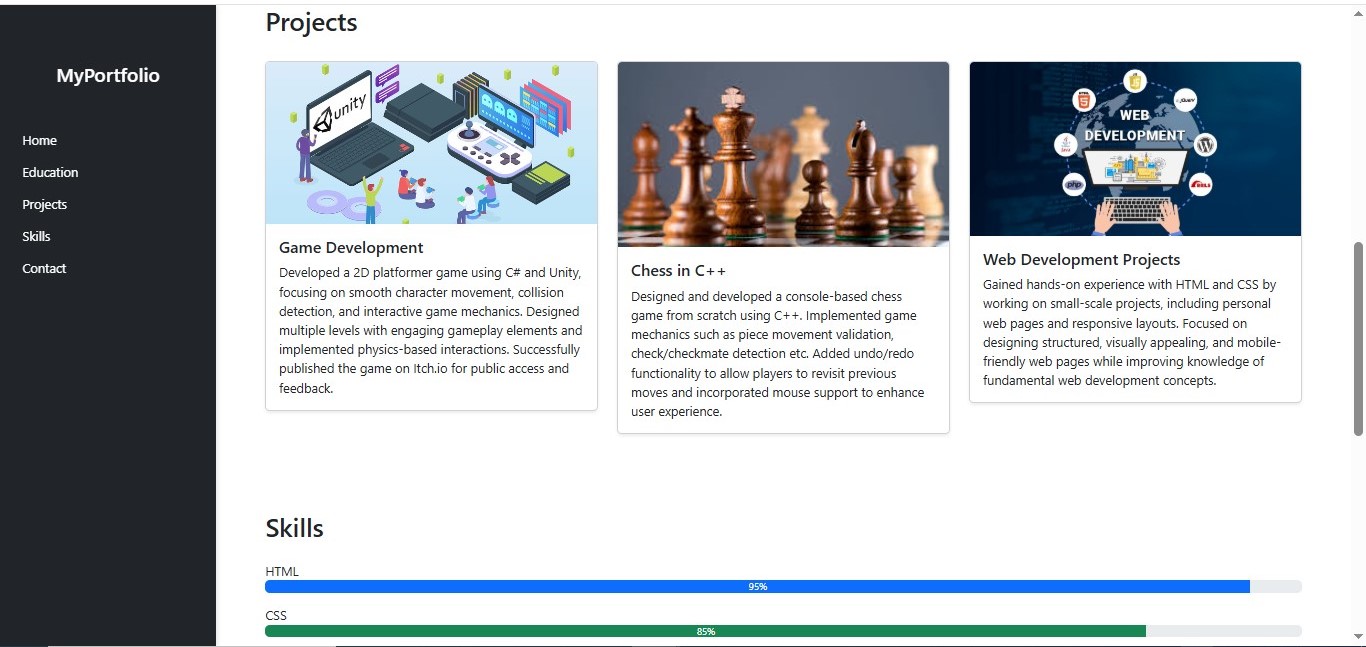 MyPortfolio
Home
Education
Projects
Skills
Contact
Projects
unity
Game Development
Developed a 2D platformer game using C# and Unity,
focusing on smooth character movement, collision
detection, and interactive game mechanics. Designed
multiple levels with engaging gameplay elements and
implemented physics-based interactions. Successfully
published the game on Itch.io for public access and
feedback.
Chess in C++
Designed and developed a console-based chess
game from scratch using C++. Implemented game
mechanics such as piece movement validation,
check/checkmate detection etc. Added undo/redo
functionality to allow players to revisit previous
moves and incorporated mouse support to enhance
user experience.
HTML
5
jQuery
WEB
DEVELOPMENT
Java
W
php
RAILS
Web Development Projects
Gained hands-on experience with HTML and CSS by
working on small-scale projects, including personal
web pages and responsive layouts. Focused on
designing structured, visually appealing, and mobile-
friendly web pages while improving knowledge of
fundamental web development concepts.
Skills
HTML
95%
CSS
85%